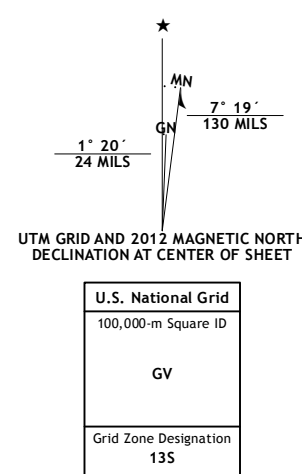 ★
MN
GN
7° 19´
130 MILS
1° 20´
24 MILS
UTM GRID AND 2012 MAGNETIC NORTH
DECLINATION AT CENTER OF SHEET
U.S. National Grid
100,000-m Square ID
GV
Grid Zone Designation
13S